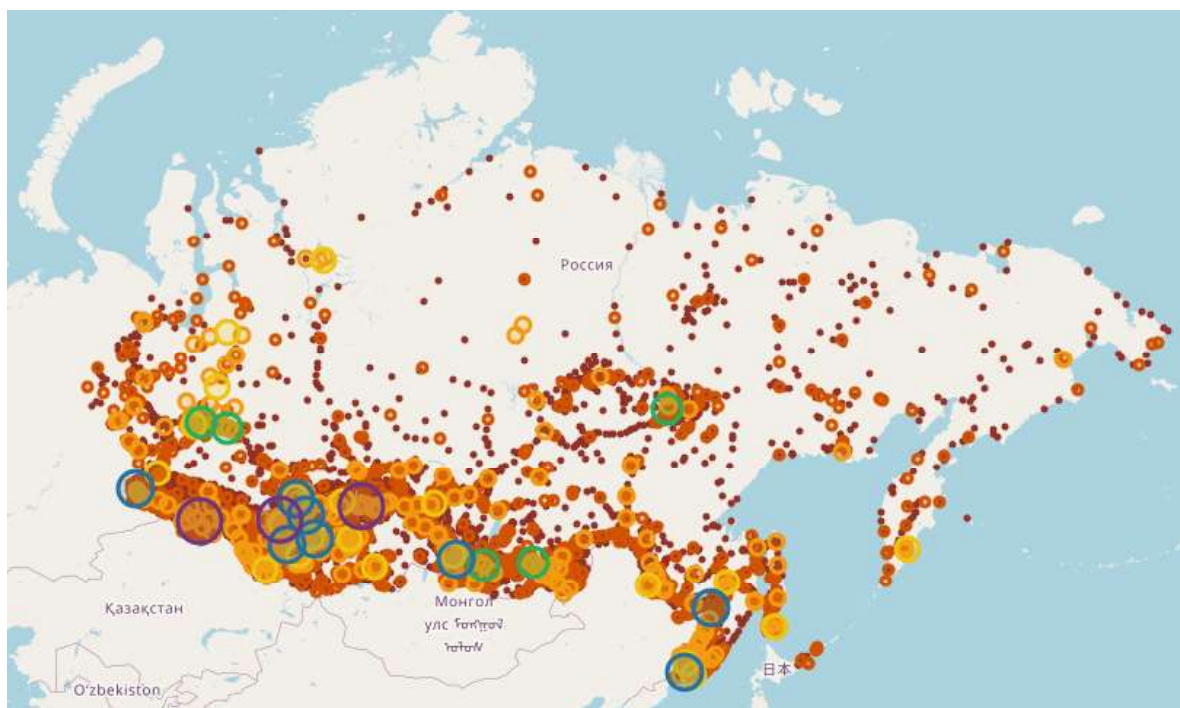 Россия
Қазақстан
Монгол
улс
日本
O'zbekiston